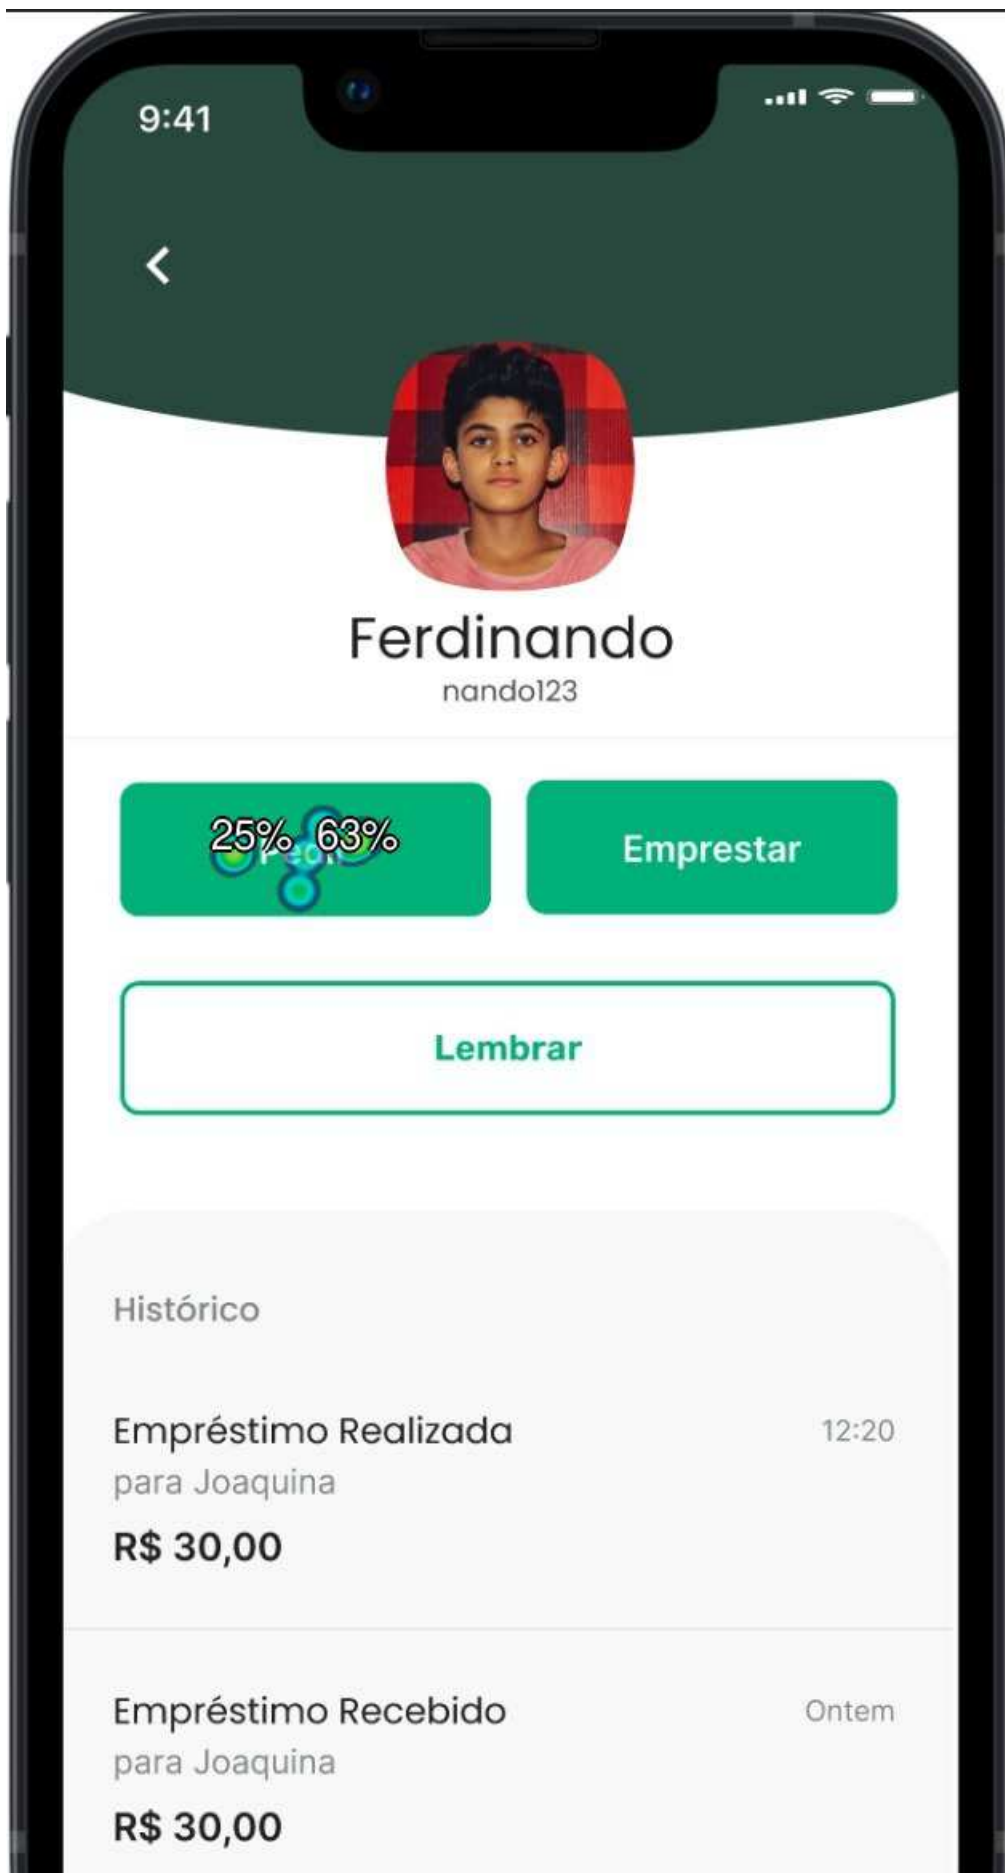 9:41
Ferdinando
nando123
25% 63%
Pedir
Emprestar
Lembrar
Histórico
Empréstimo Realizada
12:20
para Joaquina
R$ 30,00
Empréstimo Recebido
Ontem
para Joaquina
R$ 30,00